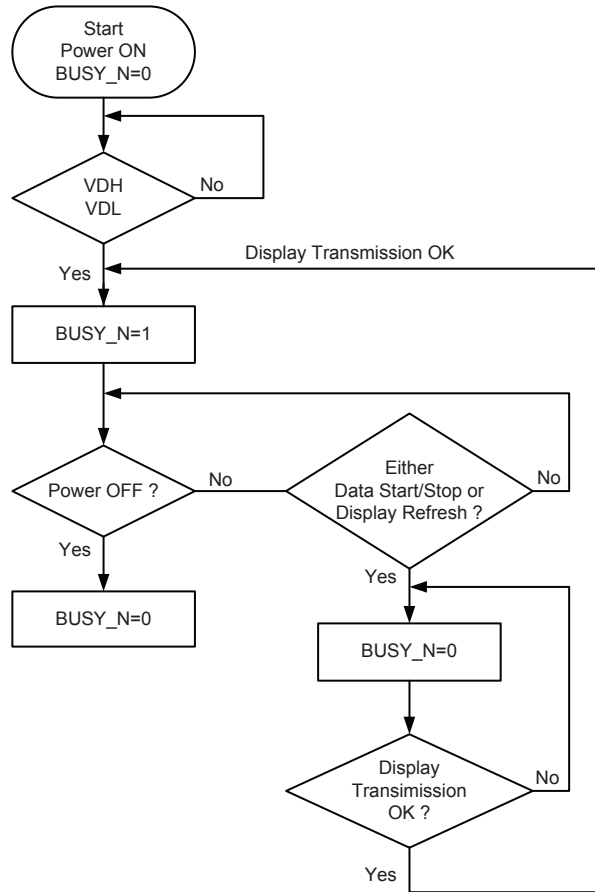 Start
Power ON
BUSY_N=0
VDH
VDL
No
Display Transmission OK
Yes
BUSY_N=1
Power OFF ?
No
Either
Data Start/Stop or
Display Refresh ?
No
Yes
BUSY_N=0
Yes
BUSY_N=0
Display
Transimission
OK ?
No
Yes